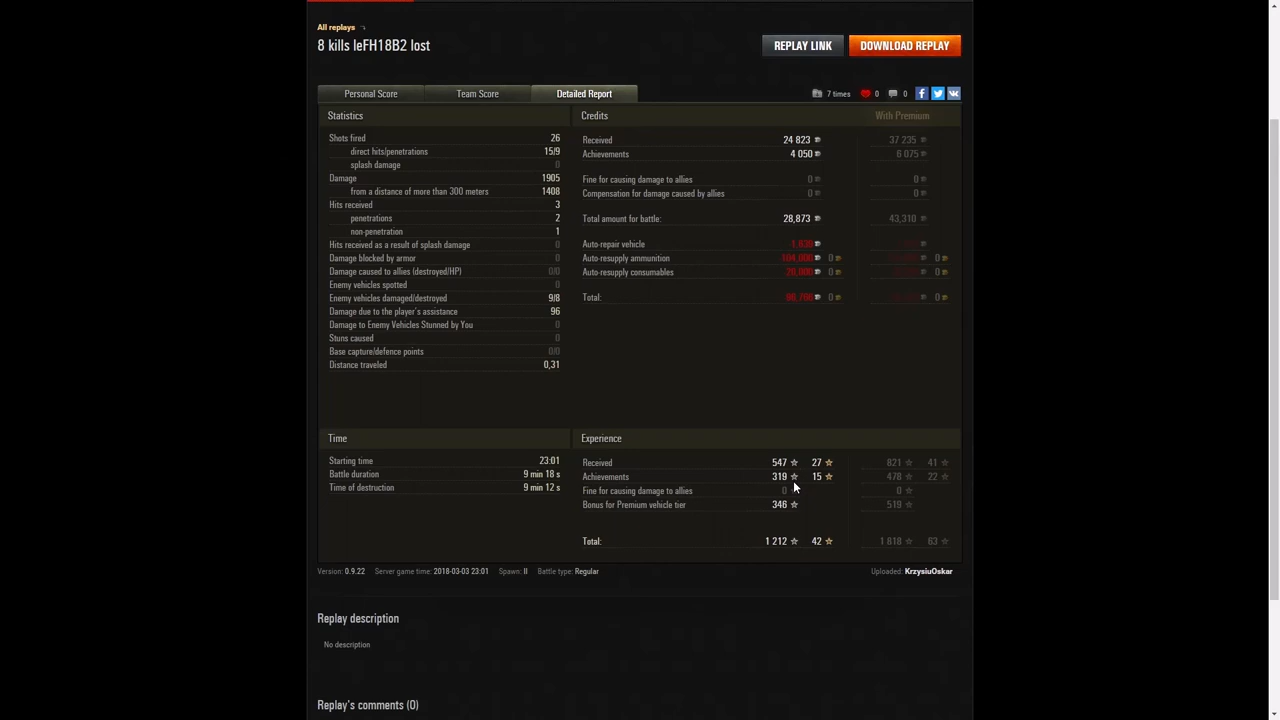 All replays
8 kills leFH18B2 lost
REPLAY LINK
DOWNLOAD REPLAY
Personal Score
Team Score
Detailed Report
7 times
0
0
Statistics
Shots fired 26
direct hits/penetrations 15/9
splash damage 0
Damage 1905
from a distance of more than 300 meters 1408
Hits received 3
penetrations 2
non-penetration 1
Hits received as a result of splash damage 0
Damage blocked by armor 0
Damage caused to allies (destroyed/HP) 0/0
Enemy vehicles spotted 0
Enemy vehicles damaged/destroyed 9/8
Damage due to the player's assistance 96
Damage to Enemy Vehicles Stunned by You 0
Stuns caused 0
Base capture/defence points 0/0
Distance traveled 0,31
Credits With Premium
Received 24 823 37 235
Achievements 4 050 6 075
Fine for causing damage to allies 0 0
Compensation for damage caused by allies 0 0
Total amount for battle: 28,873 43,310
Auto-repair vehicle
Auto-resupply ammunition 0 0
Auto-resupply consumables 0 0
Total: 0 0
Time
Starting time 23:01
Battle duration 9 min 18 s
Time of destruction 9 min 12 s
Experience
Received 547 27 821 41
Achievements 319 15 478 22
Fine for causing damage to allies 0 0
Bonus for Premium vehicle tier 346 519
Total: 1 212 42 1 818 63
Version: 0.9.22 Server game time: 2018-03-03 23:01 Spawn: II Battle type: Regular Uploaded: KrzysiuOskar
Replay description
No description
Replay's comments (0)